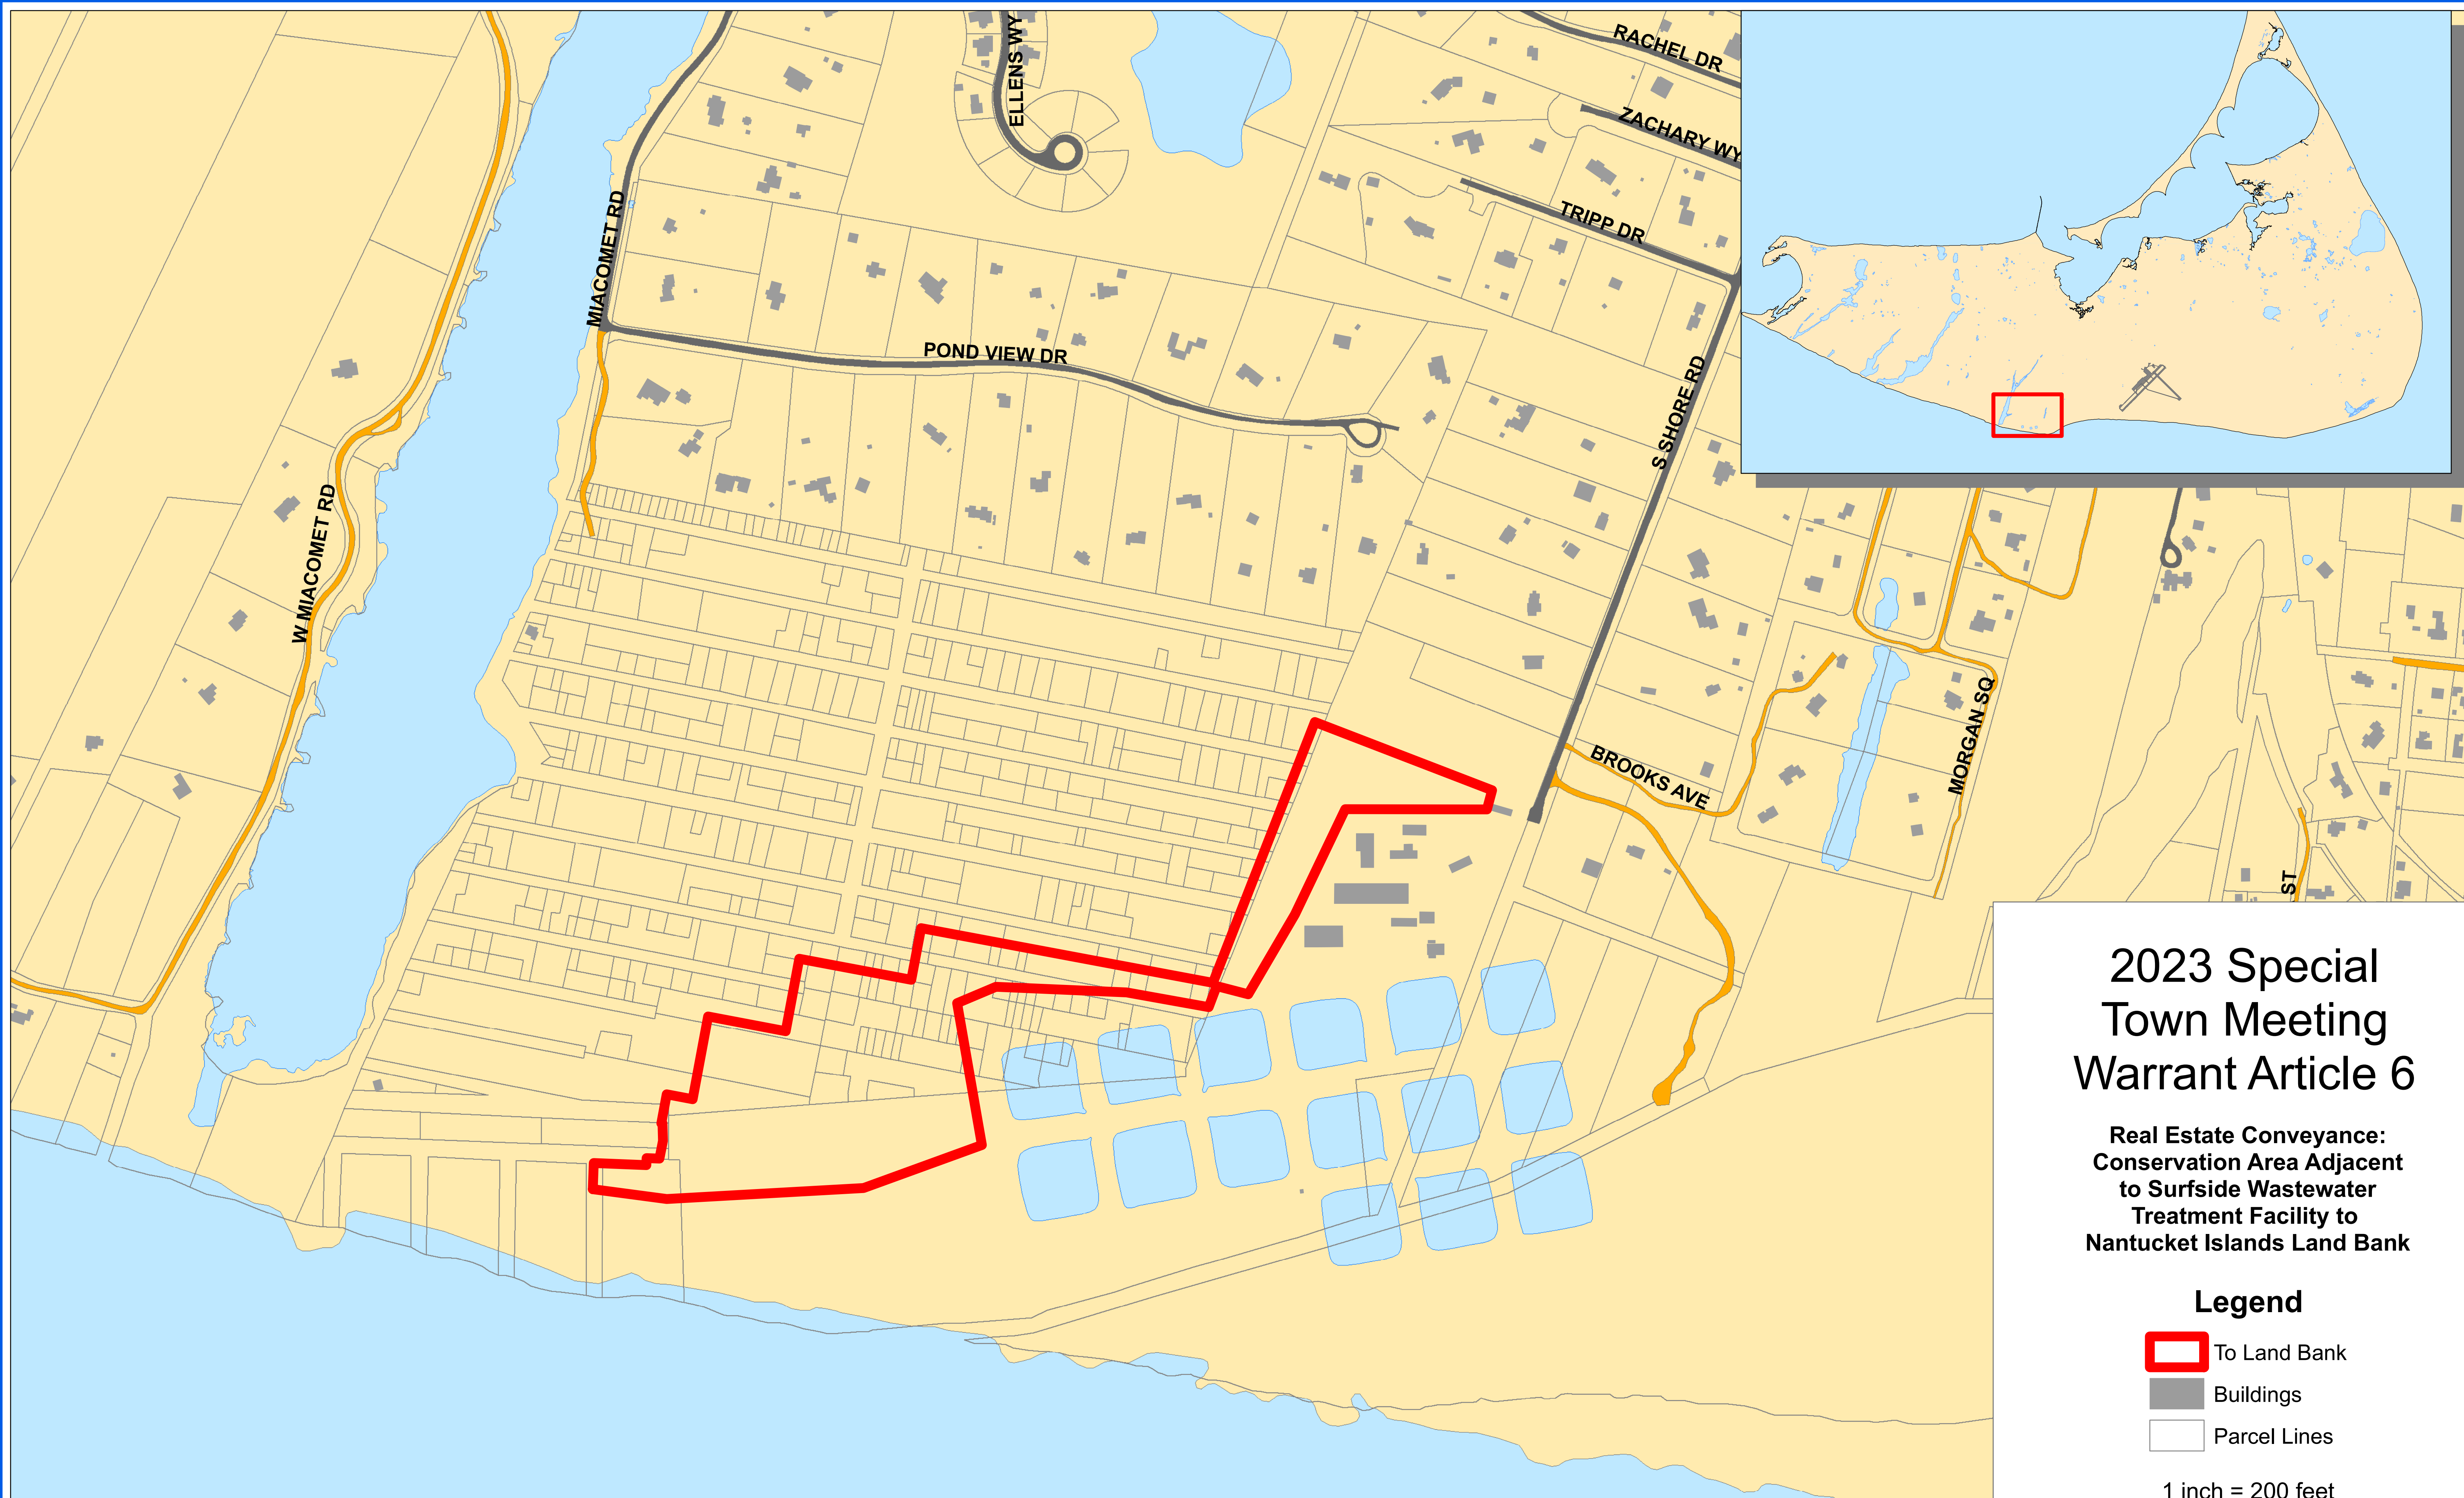 ELLENS WY
RACHEL DR
ZACHARY WY
TRIPP DR
MIACOMET RD
POND VIEW DR
S SHORE RD
W MIACOMET RD
BROOKS AVE
MORGAN SQ
ST
2023 Special
Town Meeting
Warrant Article 6
Real Estate Conveyance:
Conservation Area Adjacent
to Surfside Wastewater
Treatment Facility to
Nantucket Islands Land Bank
Legend
To Land Bank
Buildings
Parcel Lines
1 inch = 200 feet